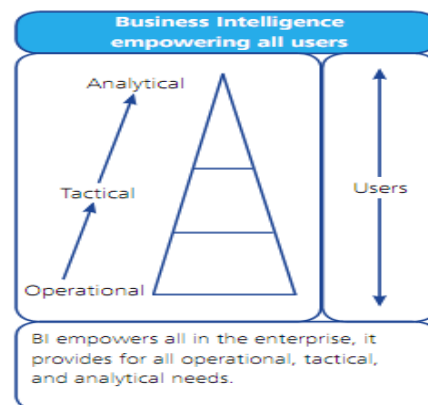 Business Intelligence
empowering all users
Analytical
Tactical
Users
Operational
BI empowers all in the enterprise, it
provides for all operational, tactical,
and analytical needs.